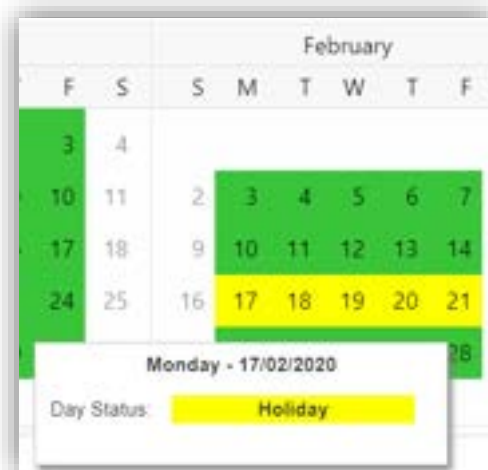 February
F S S M T W T F
3 4
10 11 2 3 4 5 6 7
17 18 9 10 11 12 13 14
24 25 16 17 18 19 20 21
28
Monday - 17/02/2020
Day Status: Holiday